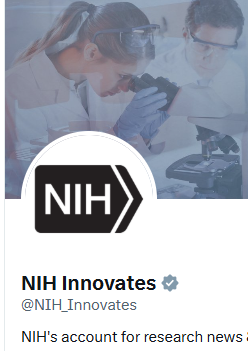 NIH
NIH Innovates
@NIH_Innovates
NIH's account for research news